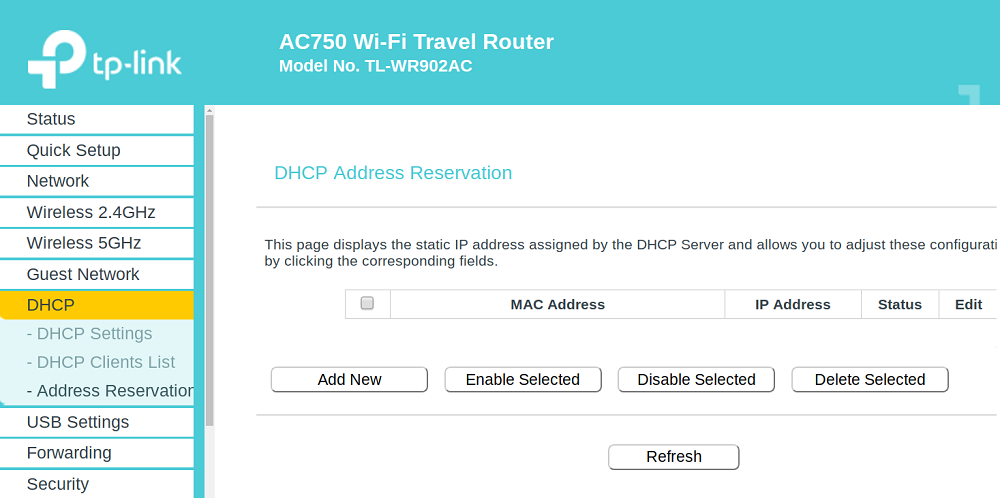 tp-link
AC750 Wi-Fi Travel Router
Model No. TL-WR902AC
Status
Quick Setup
Network
Wireless 2.4GHz
Wireless 5GHz
Guest Network
DHCP
- DHCP Settings
- DHCP Clients List
- Address Reservation
USB Settings
Forwarding
Security
DHCP Address Reservation
This page displays the static IP address assigned by the DHCP Server and allows you to adjust these configurati
by clicking the corresponding fields.
MAC Address IP Address Status Edit
Add New Enable Selected Disable Selected Delete Selected
Refresh